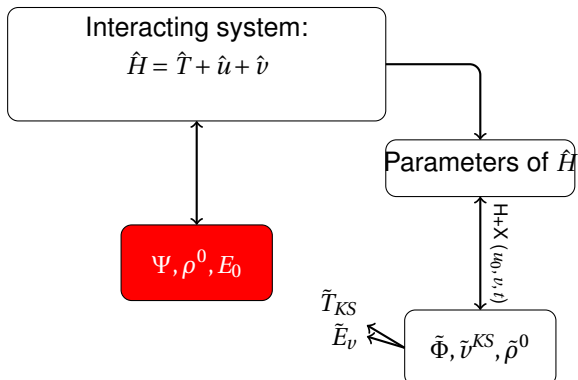 Interacting system:
Ĥ = T̂ + û + v̂
Parameters of Ĥ
H+X (u₀, v, t)
Ψ, ρ⁰, E₀
T̃_KS
Ẽ_v
Φ̃, ṽ^KS, ρ̃⁰